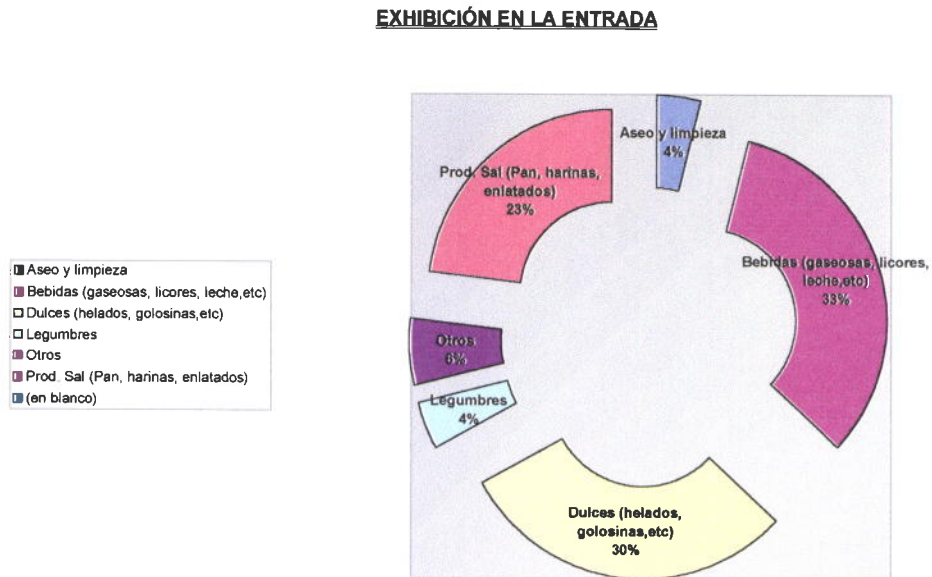 EXHIBICIÓN EN LA ENTRADA
Aseo y limpieza
4%
Prod. Sal (Pan, harinas,
enlatados)
23%
Bebidas (gaseosas, licores,
leche,etc)
33%
Otros
6%
Legumbres
4%
Dulces (helados,
golosinas,etc)
30%
Aseo y limpieza
Bebidas (gaseosas, licores, leche,etc)
Dulces (helados, golosinas,etc)
Legumbres
Otros
Prod. Sal (Pan, harinas, enlatados)
(en blanco)